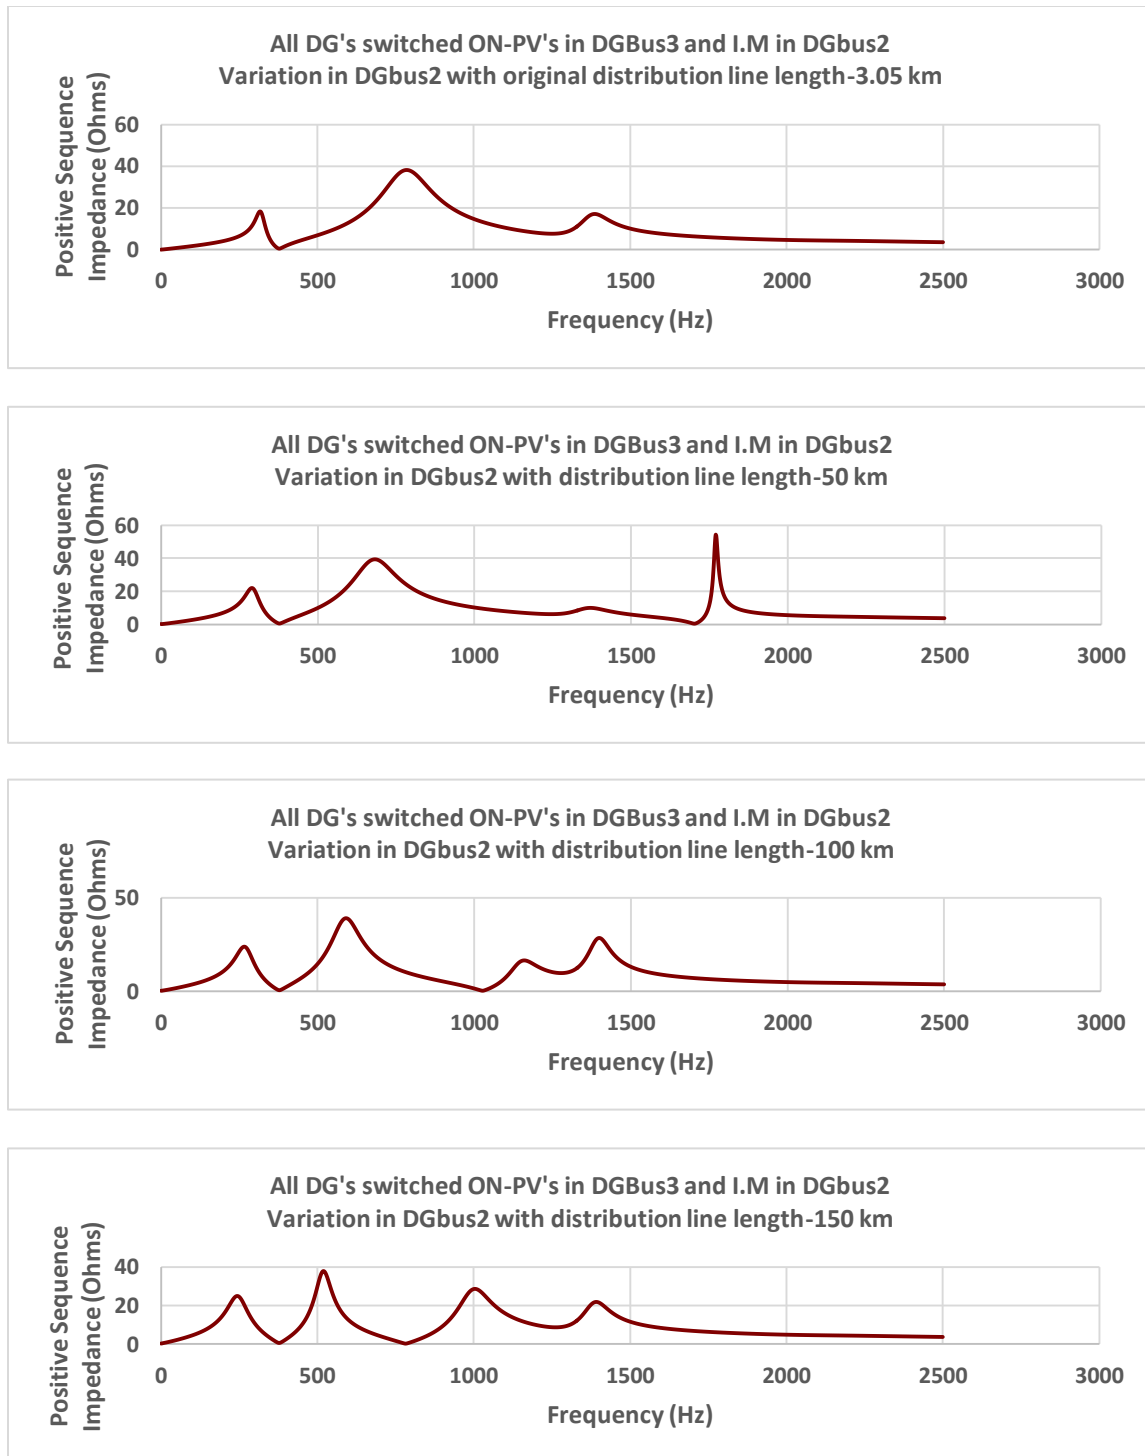 All DG's switched ON-PV's in DGBus3 and I.M in DGbus2
Variation in DGbus2 with original distribution line length-3.05 km
Positive Sequence
Impedance (Ohms)
60
40
20
0
0 500 1000 1500 2000 2500 3000
Frequency (Hz)
All DG's switched ON-PV's in DGBus3 and I.M in DGbus2
Variation in DGbus2 with distribution line length-50 km
Positive Sequence
Impedance (Ohms)
60
40
20
0
0 500 1000 1500 2000 2500 3000
Frequency (Hz)
All DG's switched ON-PV's in DGBus3 and I.M in DGbus2
Variation in DGbus2 with distribution line length-100 km
Positive Sequence
Impedance (Ohms)
50
0
0 500 1000 1500 2000 2500 3000
Frequency (Hz)
All DG's switched ON-PV's in DGBus3 and I.M in DGbus2
Variation in DGbus2 with distribution line length-150 km
Positive Sequence
Impedance (Ohms)
40
20
0
0 500 1000 1500 2000 2500 3000
Frequency (Hz)